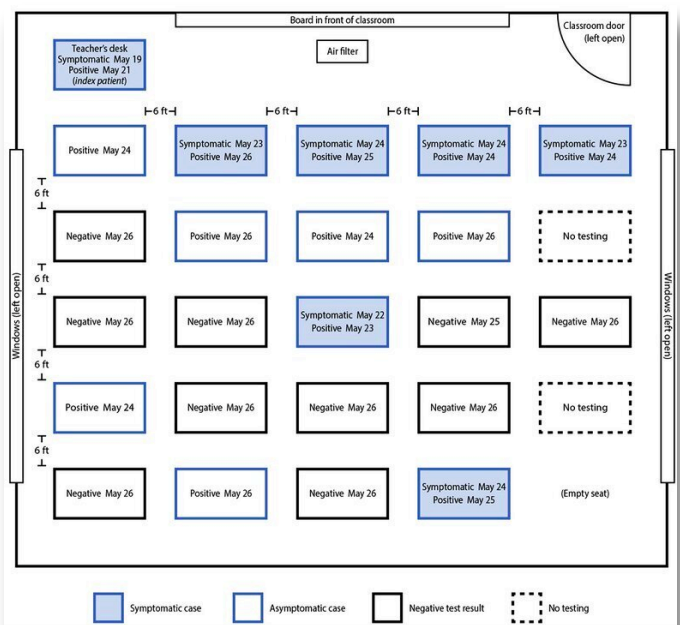 Board in front of classroom
Classroom door
(left open)
Air filter
Teacher's desk
Symptomatic May 19
Positive May 21
(index patient)
6 ft
6 ft
6 ft
6 ft
Positive May 24
Symptomatic May 23
Positive May 26
Symptomatic May 24
Positive May 25
Symptomatic May 24
Positive May 24
Symptomatic May 23
Positive May 24
6 ft
Negative May 26
Positive May 26
Positive May 24
Positive May 26
No testing
6 ft
Windows (left open)
Negative May 26
Negative May 26
Symptomatic May 22
Positive May 23
Negative May 25
Negative May 26
Windows (left open)
6 ft
Positive May 24
Negative May 26
Negative May 26
Negative May 26
No testing
6 ft
Negative May 26
Positive May 26
Negative May 26
Symptomatic May 24
Positive May 25
(Empty seat)
Symptomatic case
Asymptomatic case
Negative test result
No testing